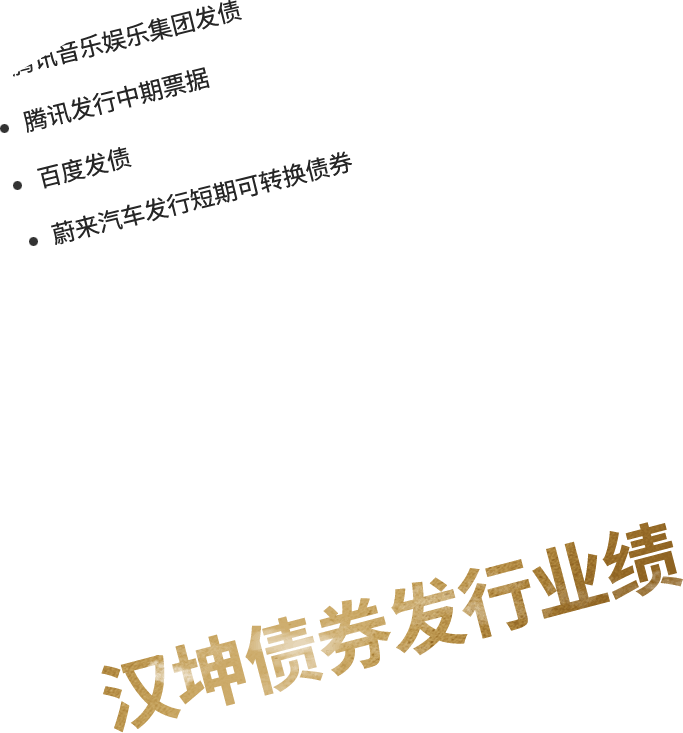 腾讯音乐娱乐集团发债
腾讯发行中期票据
百度发债
蔚来汽车发行短期可转换债券
汉坤债券发行业绩